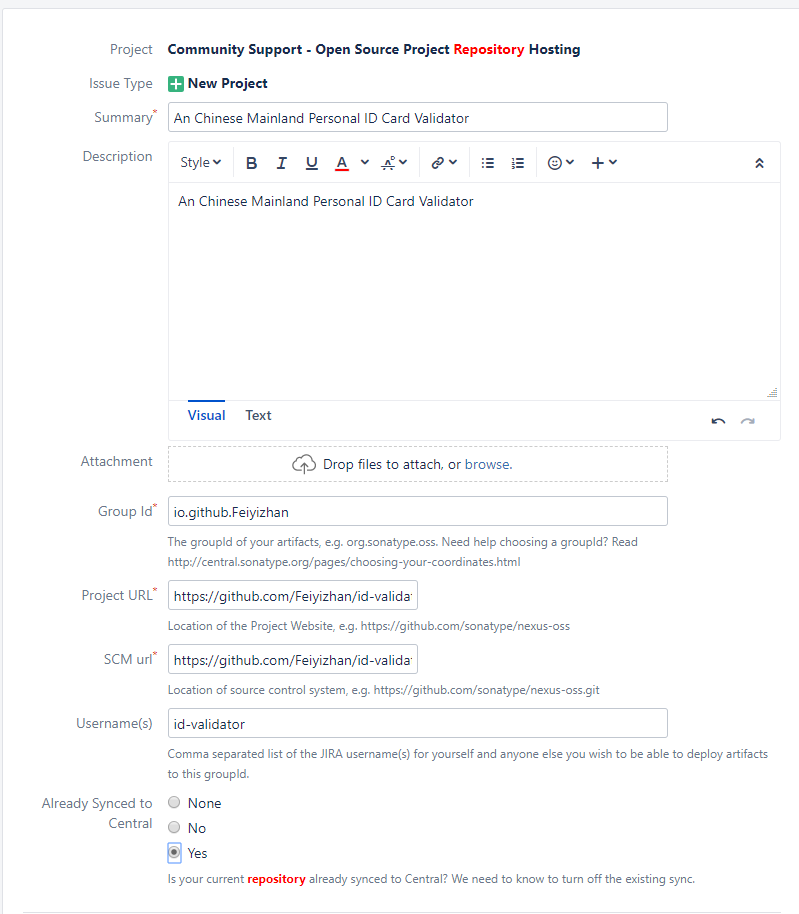 Project Community Support - Open Source Project Repository Hosting
Issue Type New Project
Summary* An Chinese Mainland Personal ID Card Validator
Description Style B I U A
An Chinese Mainland Personal ID Card Validator
Visual Text
Attachment Drop files to attach, or browse.
Group Id* io.github.Feiyizhan
The groupId of your artifacts, e.g. org.sonatype.oss. Need help choosing a groupId? Read
http://central.sonatype.org/pages/choosing-your-coordinates.html
Project URL* https://github.com/Feiyizhan/id-validat
Location of the Project Website, e.g. https://github.com/sonatype/nexus-oss
SCM url* https://github.com/Feiyizhan/id-validat
Location of source control system, e.g. https://github.com/sonatype/nexus-oss.git
Username(s) id-validator
Comma separated list of the JIRA username(s) for yourself and anyone else you wish to be able to deploy artifacts
to this groupId.
Already Synced to
Central
None
No
Yes
Is your current repository already synced to Central? We need to know to turn off the existing sync.